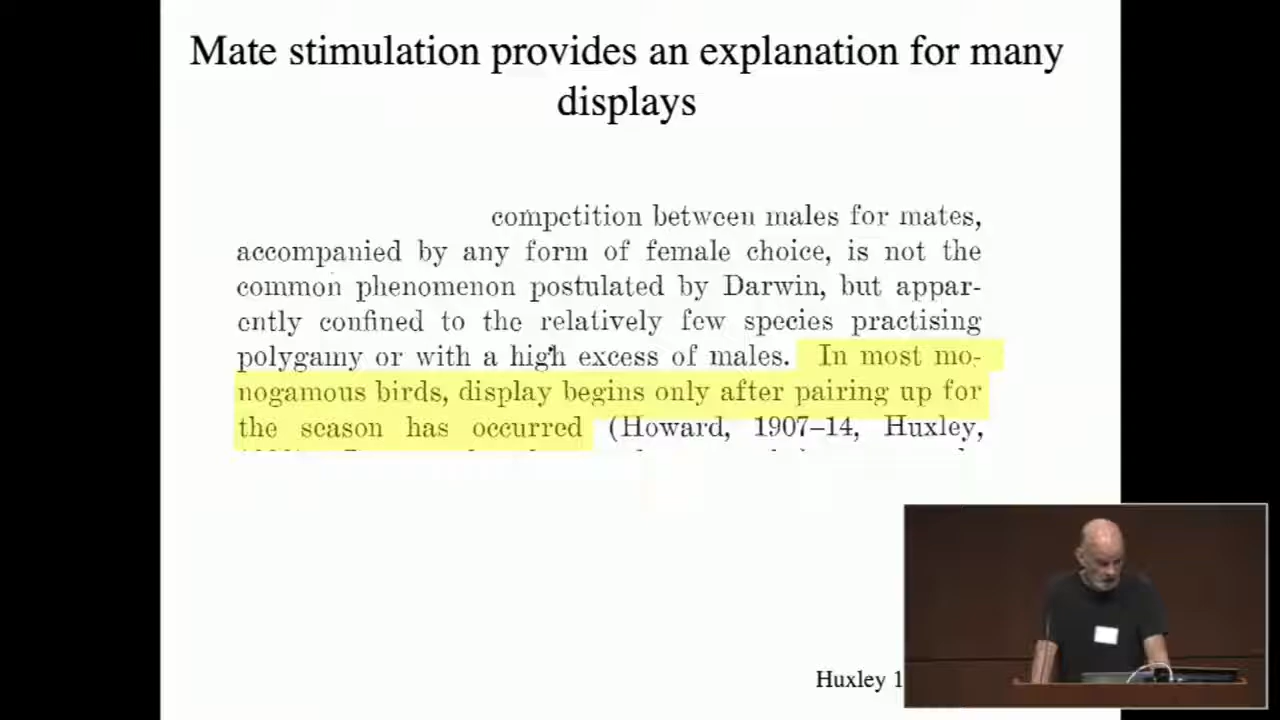 Mate stimulation provides an explanation for many
displays
competition between males for mates,
accompanied by any form of female choice, is not the
common phenomenon postulated by Darwin, but appar-
ently confined to the relatively few species practising
polygamy or with a high excess of males. In most mo-
nogamous birds, display begins only after pairing up for
the season has occurred (Howard, 1907–14, Huxley,
Huxley 1